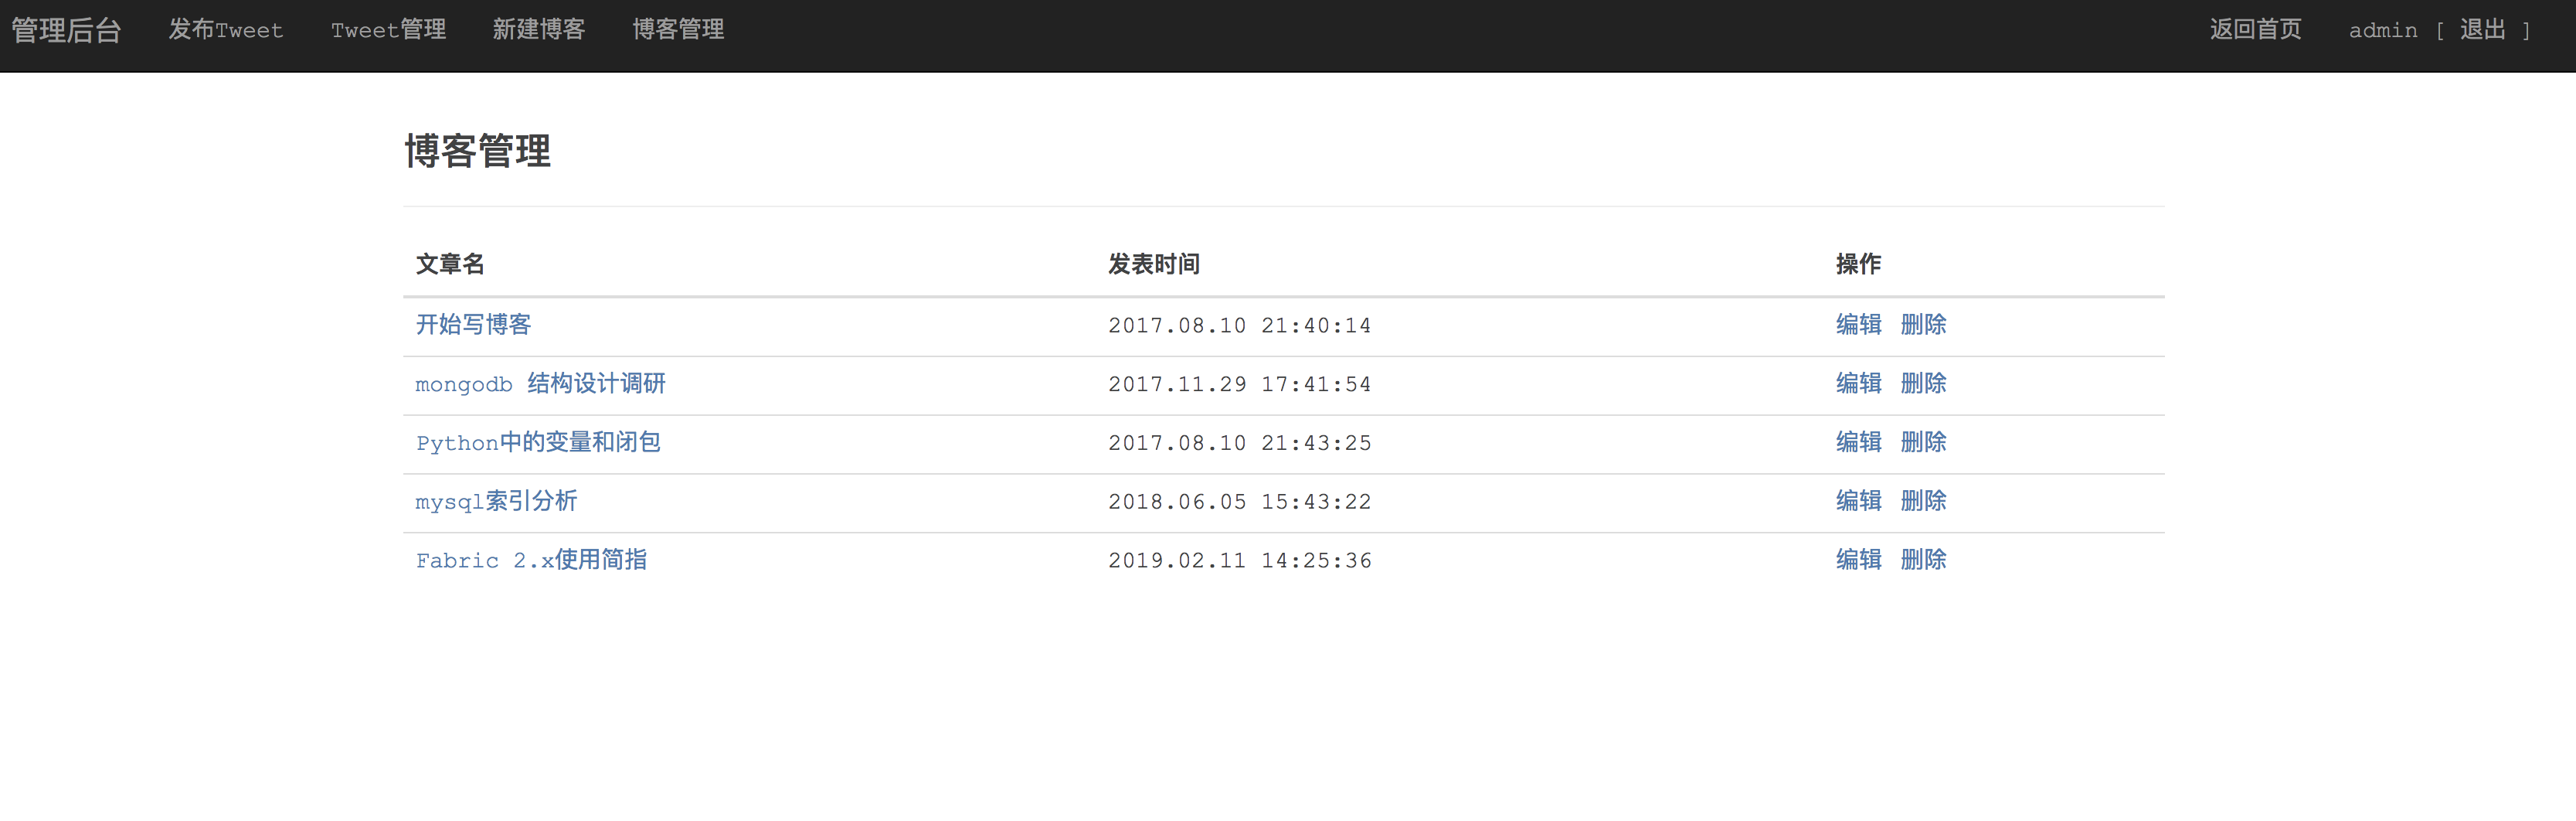 管理后台 发布Tweet Tweet管理 新建博客 博客管理 返回首页 admin [ 退出 ]
博客管理
文章名 发表时间 操作
开始写博客 2017.08.10 21:40:14 编辑 删除
mongodb 结构设计调研 2017.11.29 17:41:54 编辑 删除
Python中的变量和闭包 2017.08.10 21:43:25 编辑 删除
mysql索引分析 2018.06.05 15:43:22 编辑 删除
Fabric 2.x使用简指 2019.02.11 14:25:36 编辑 删除